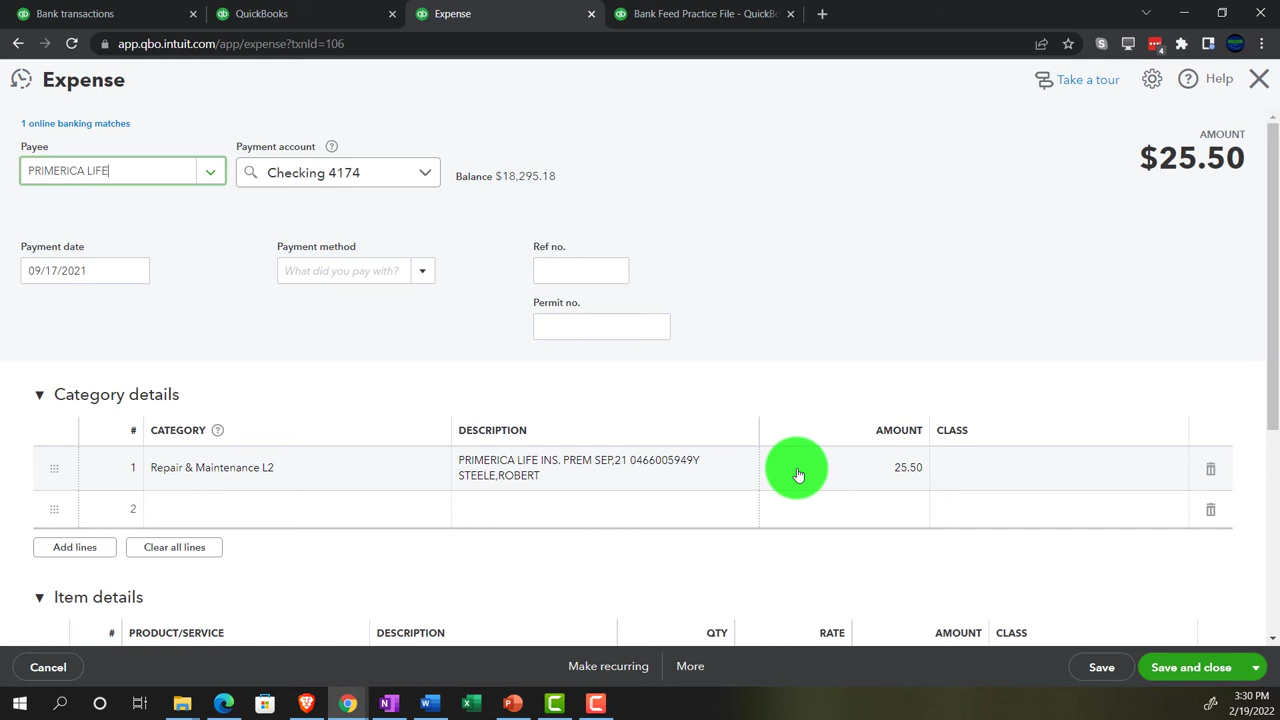 Bank transactions
QuickBooks
Expense
Bank Feed Practice File - QuickBo
app.qbo.intuit.com/app/expense?txnId=106
4
Expense
Take a tour
Help
1 online banking matches
AMOUNT
$25.50
Payee
Payment account
PRIMERICA LIFE
Checking 4174
Balance $18,295.18
Payment date
Payment method
Ref no.
09/17/2021
What did you pay with?
Permit no.
Category details
# CATEGORY DESCRIPTION AMOUNT CLASS
1 Repair & Maintenance L2 PRIMERICA LIFE INS. PREM SEP,21 0466005949Y 25.50
STEELE,ROBERT
2
Add lines
Clear all lines
Item details
# PRODUCT/SERVICE DESCRIPTION QTY RATE AMOUNT CLASS
Cancel
Make recurring
More
Save
Save and close
3:30 PM
2/19/2022